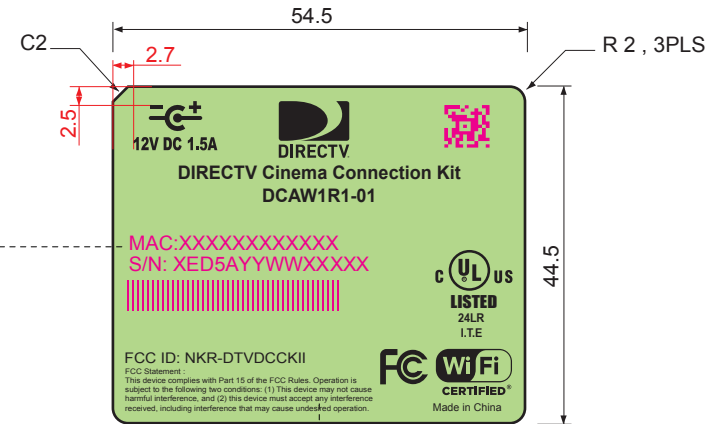 54.5
C2
R 2 , 3PLS
2.7
2.5
12V DC 1.5A
DIRECTV
DIRECTV Cinema Connection Kit
DCAW1R1-01
MAC:XXXXXXXXXXXX
S/N: XED5AYYWWXXXXX
C UL US
LISTED
24LR
I.T.E
44.5
FCC ID: NKR-DTVDCCKII
FCC Statement :
This device complies with Part 15 of the FCC Rules. Operation is
subject to the following two conditions: (1) This device may not cause
harmful interference, and (2) this device must accept any interference
received, including interference that may cause undesired operation.
FC
Wi Fi
CERTIFIED®
Made in China